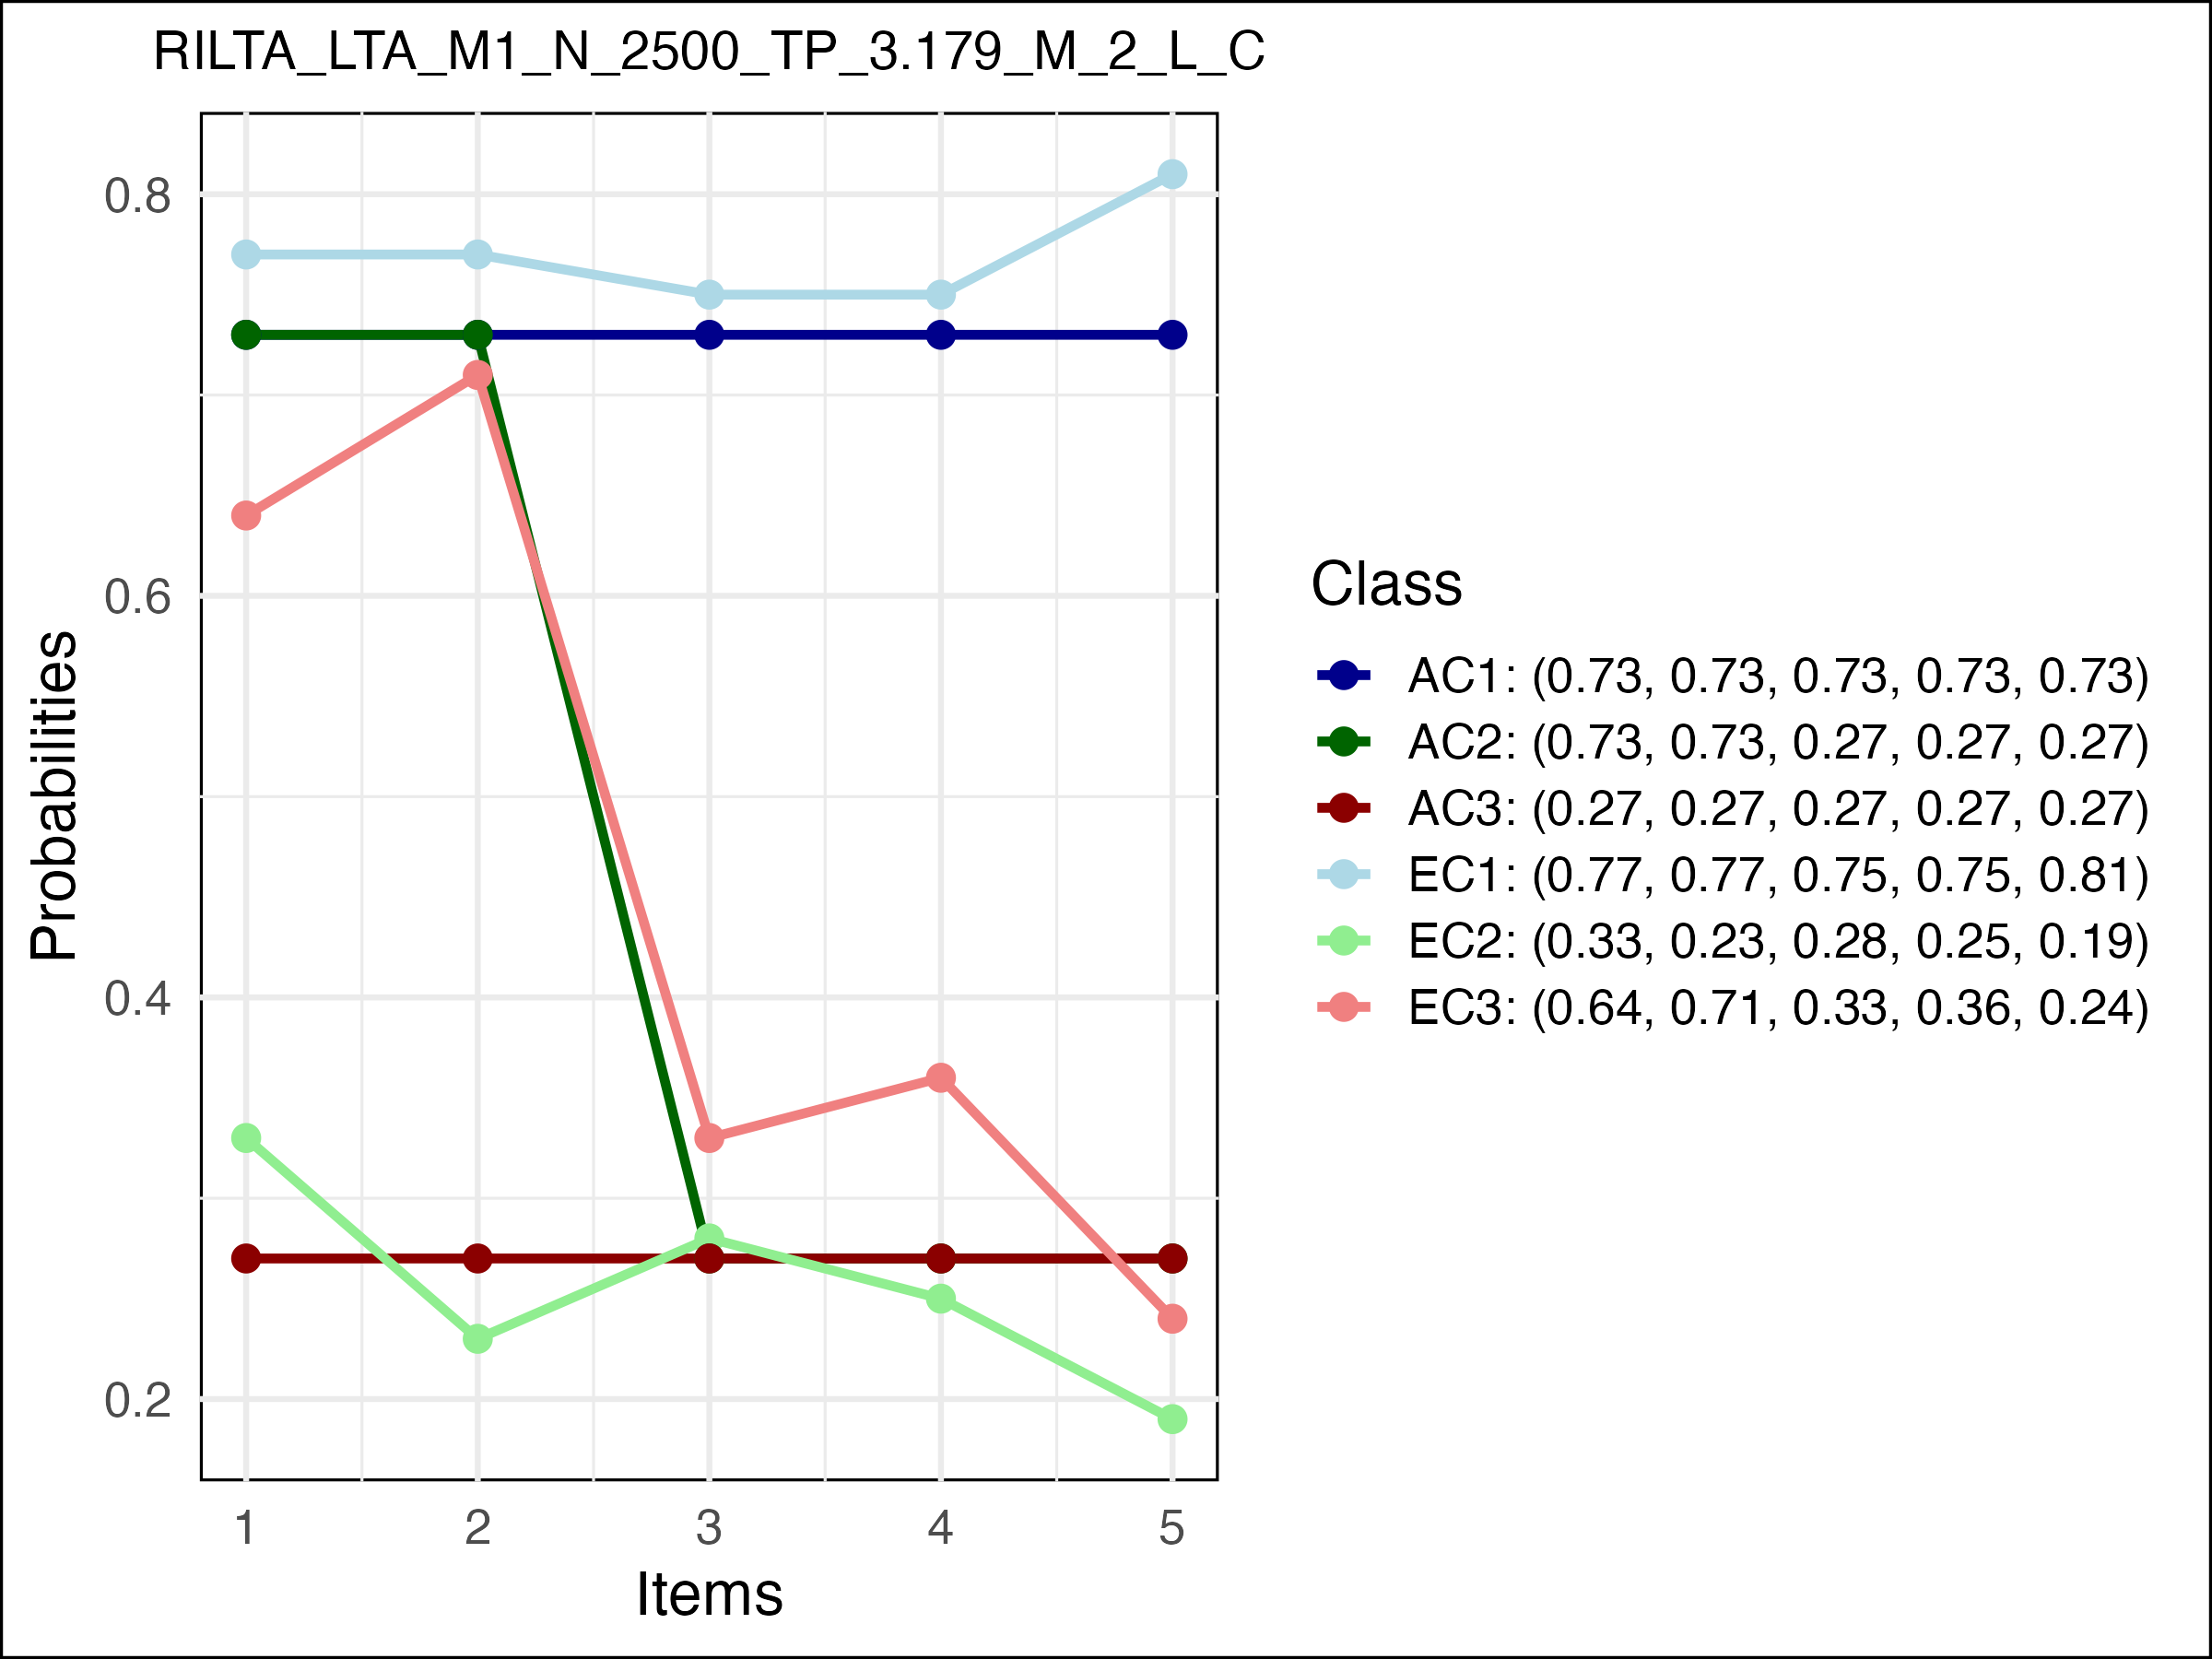 RILTA_LTA_M1_N_2500_TP_3.179_M_2_L_C
0.8
0.6
0.4
0.2
Probabilities
1 2 3 4 5
Items
Class
AC1: (0.73, 0.73, 0.73, 0.73, 0.73)
AC2: (0.73, 0.73, 0.27, 0.27, 0.27)
AC3: (0.27, 0.27, 0.27, 0.27, 0.27)
EC1: (0.77, 0.77, 0.75, 0.75, 0.81)
EC2: (0.33, 0.23, 0.28, 0.25, 0.19)
EC3: (0.64, 0.71, 0.33, 0.36, 0.24)